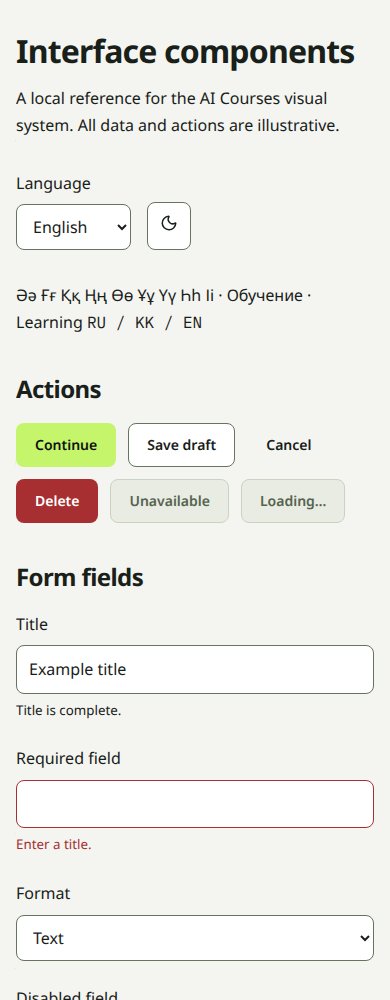 Interface components
A local reference for the AI Courses visual
system. All data and actions are illustrative.
Language
English
Әә Ғғ Ққ Ңң Өө Ұұ Үү Һһ Іі · Обучение ·
Learning RU / KK / EN
Actions
Continue
Save draft
Cancel
Delete
Unavailable
Loading…
Form fields
Title
Example title
Title is complete.
Required field
Enter a title.
Format
Text
Disabled field